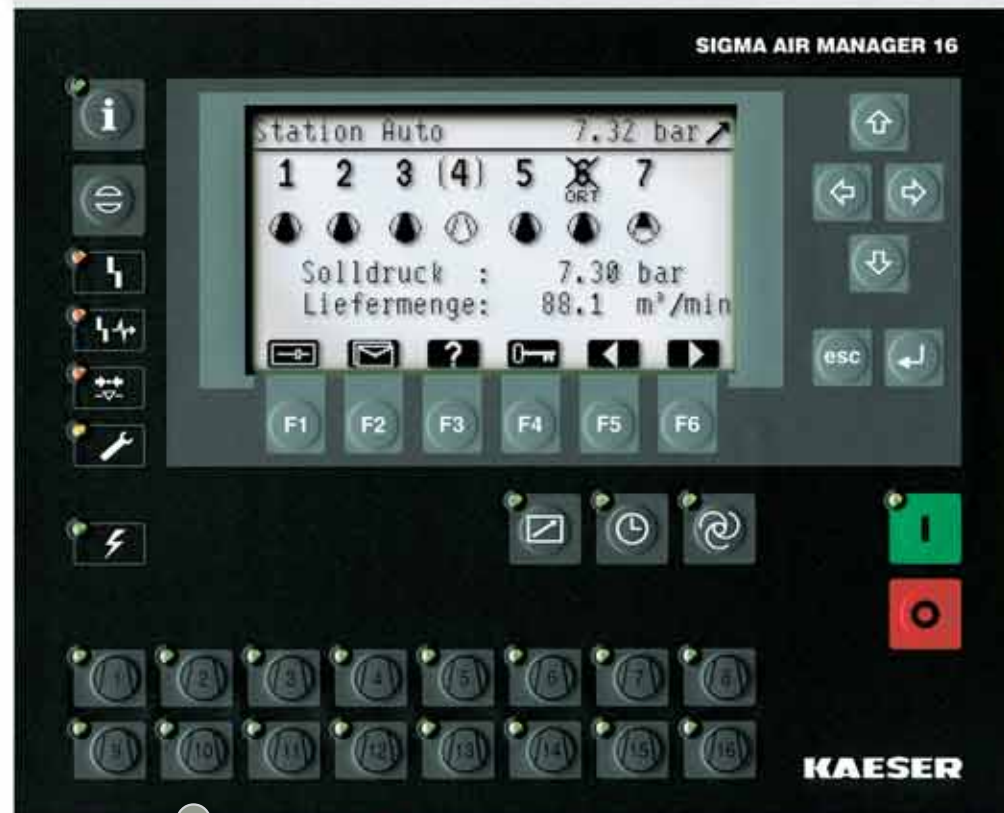 SIGMA AIR MANAGER 16
Station Auto 7.32 bar
1 2 3 (4) 5 6 7
ORT
Solldruck : 7.30 bar
Liefermenge: 88.1 m³/min
?
esc
F1 F2 F3 F4 F5 F6
1 2 3 4 5 6 7 8
9 10 11 12 13 14 15 16
KAESER